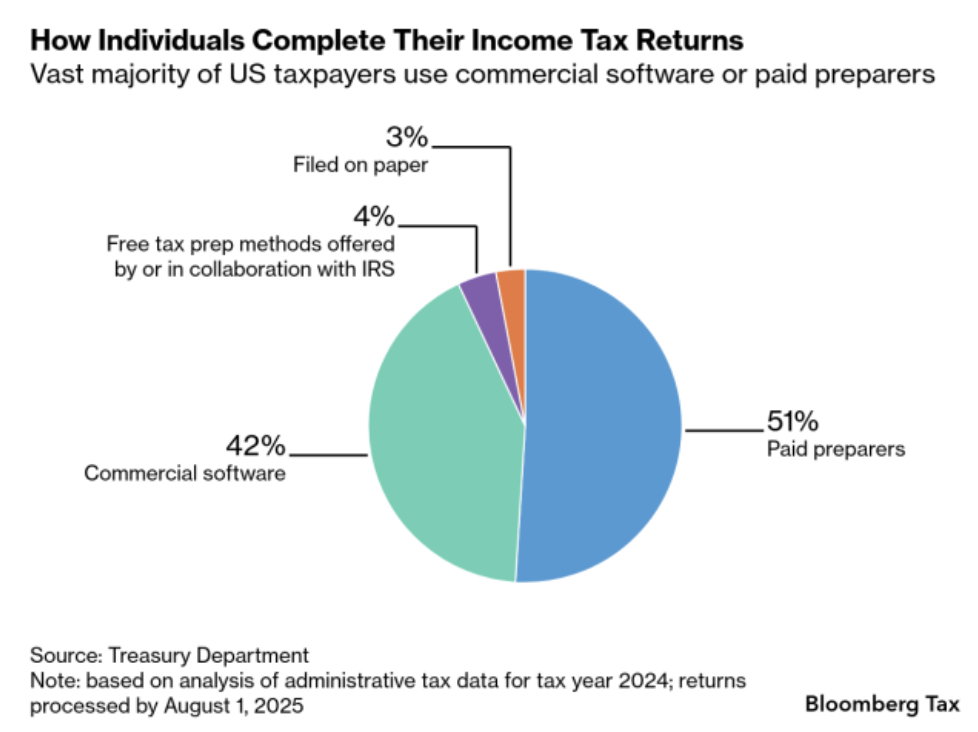 How Individuals Complete Their Income Tax Returns
Vast majority of US taxpayers use commercial software or paid preparers
3%
Filed on paper
4%
Free tax prep methods offered
by or in collaboration with IRS
42%
Commercial software
51%
Paid preparers
Source: Treasury Department
Note: based on analysis of administrative tax data for tax year 2024; returns
processed by August 1, 2025
Bloomberg Tax